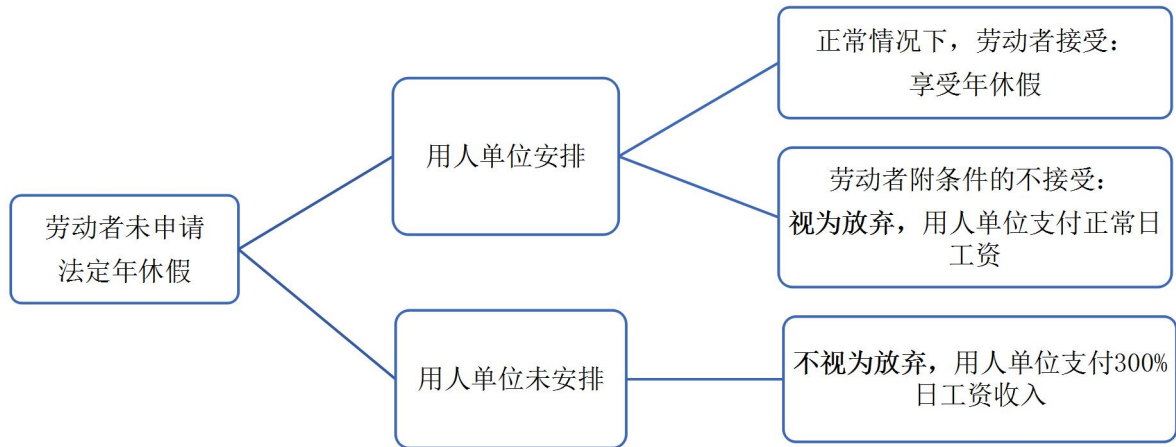 劳动者未申请
法定年休假
用人单位安排
正常情况下，劳动者接受：
享受年休假
劳动者附条件的不接受：
视为放弃，用人单位支付正常日
工资
用人单位未安排
不视为放弃，用人单位支付300%
日工资收入